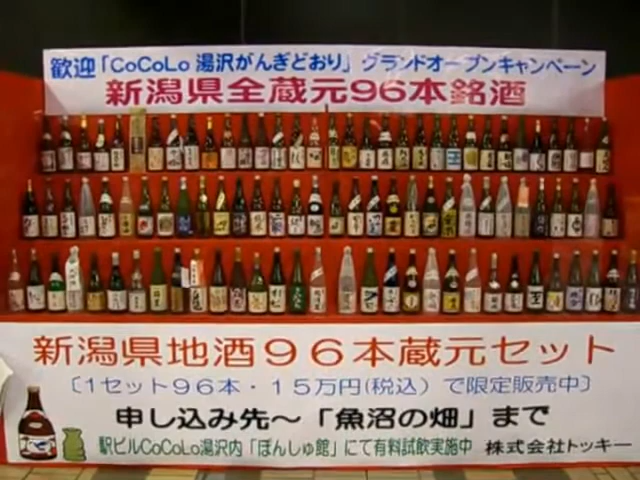 歓迎「CoCoLo 湯沢がんぎどおり」グランドオープンキャンペーン
新潟県全蔵元96本銘酒
新潟県地酒96本蔵元セット
〔1セット96本・15万円(税込)で限定販売中〕
申し込み先～「魚沼の畑」まで
駅ビルCoCoLo湯沢内「ぽんしゅ館」にて有料試飲実施中 株式会社トッキー